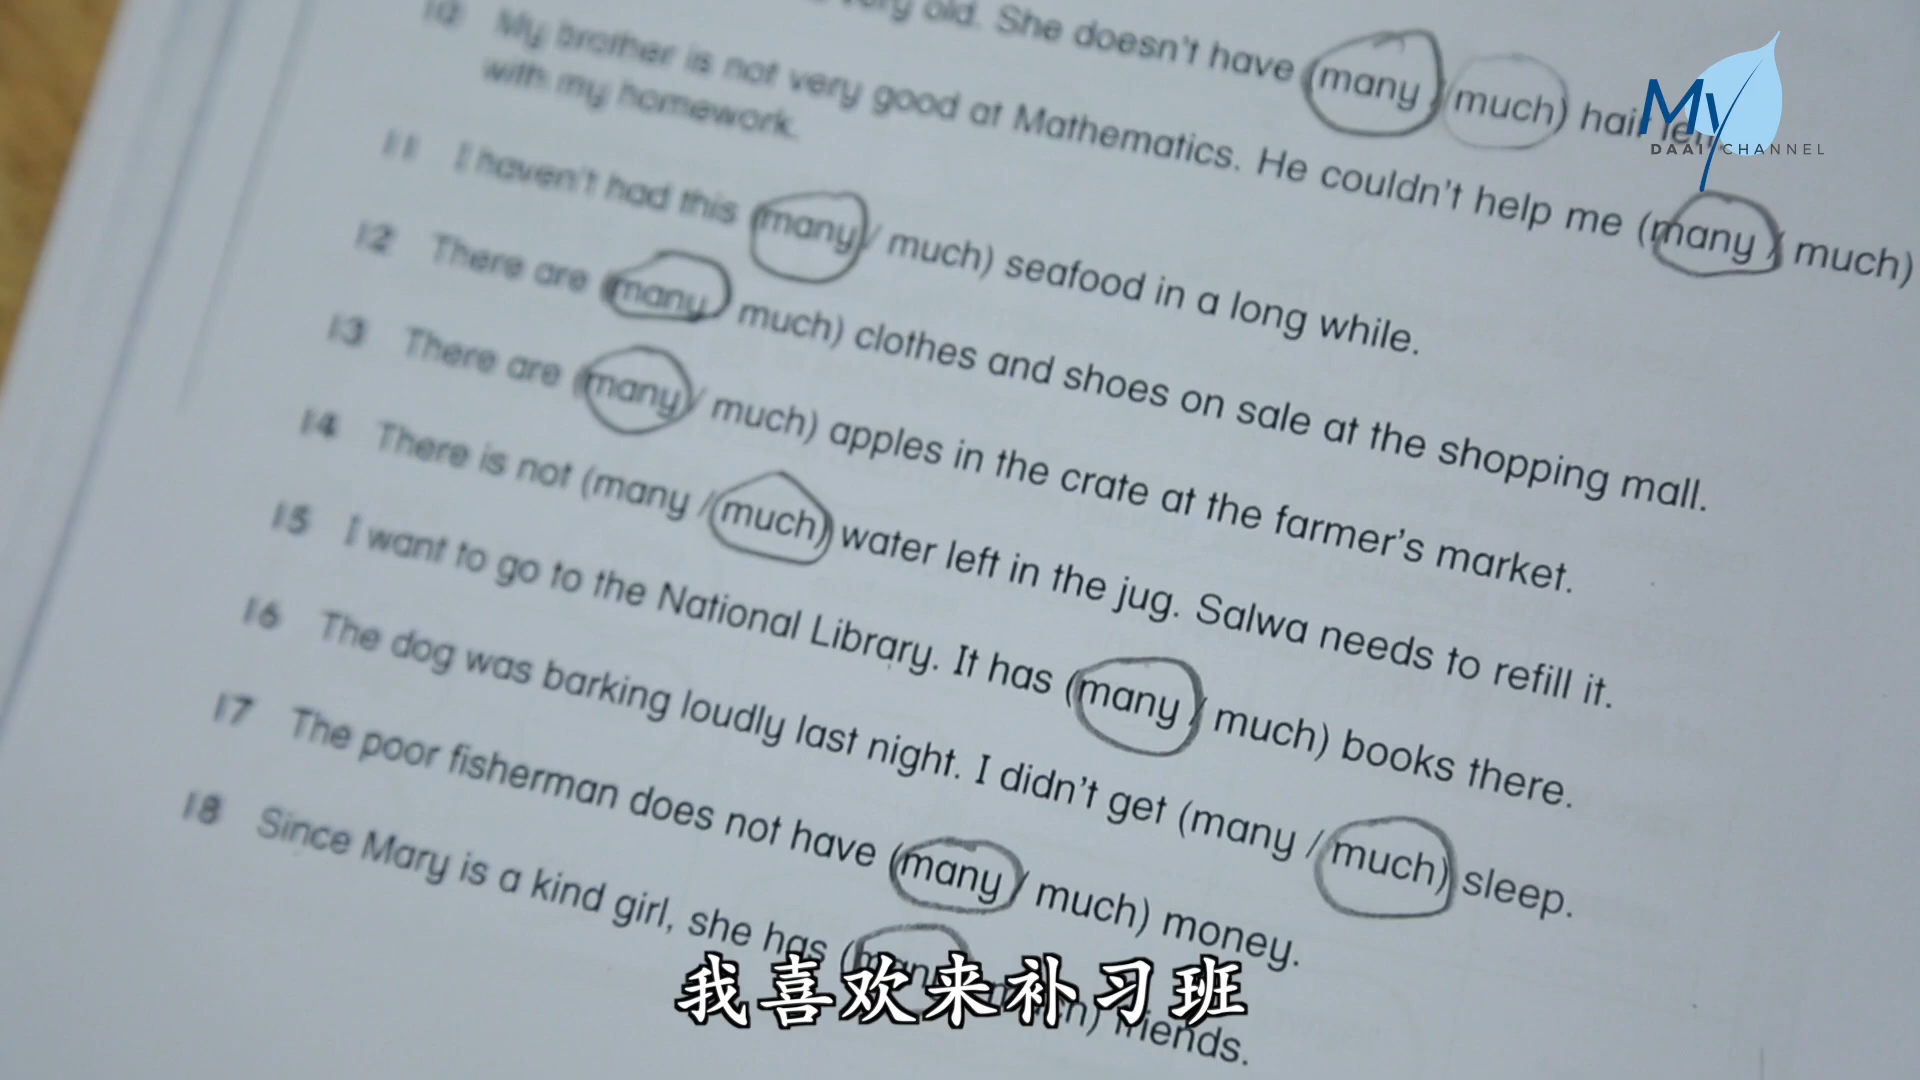 very old. She doesn't have (many / much) hair left.
10 My brother is not very good at Mathematics. He couldn't help me (many / much)
with my homework.
11 I haven't had this (many / much) seafood in a long while.
12 There are (many / much) clothes and shoes on sale at the shopping mall.
13 There are (many / much) apples in the crate at the farmer's market.
14 There is not (many / much) water left in the jug. Salwa needs to refill it.
15 I want to go to the National Library. It has (many / much) books there.
16 The dog was barking loudly last night. I didn't get (many / much) sleep.
17 The poor fisherman does not have (many / much) money.
18 Since Mary is a kind girl, she has (many / much) friends.
My
DAAI CHANNEL
我喜欢来补习班